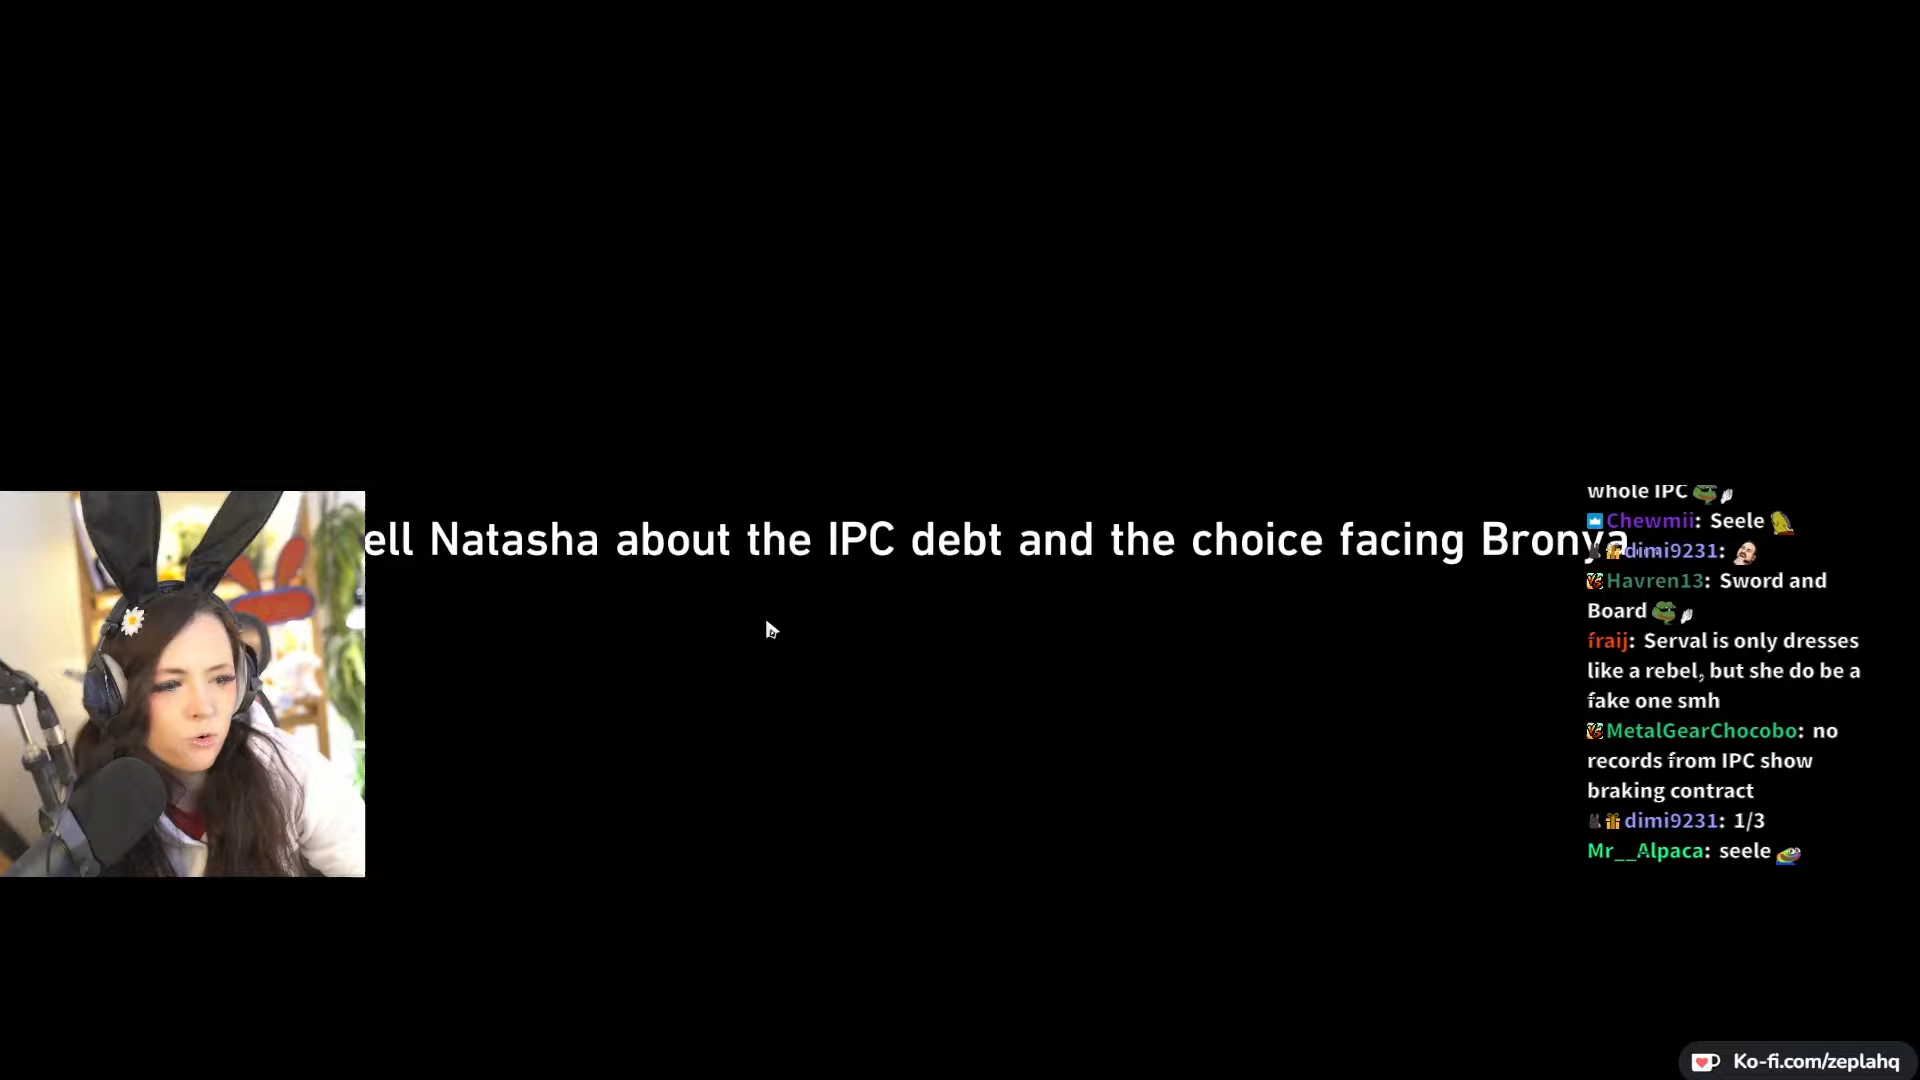 ell Natasha about the IPC debt and the choice facing Bronya
whole IPC
Chewmii: Seele
dimi9231:
Havren13: Sword and
Board
fraij: Serval is only dresses
like a rebel, but she do be a
fake one smh
MetalGearChocobo: no
records from IPC show
braking contract
dimi9231: 1/3
Mr__Alpaca: seele
Ko-fi.com/zeplahq